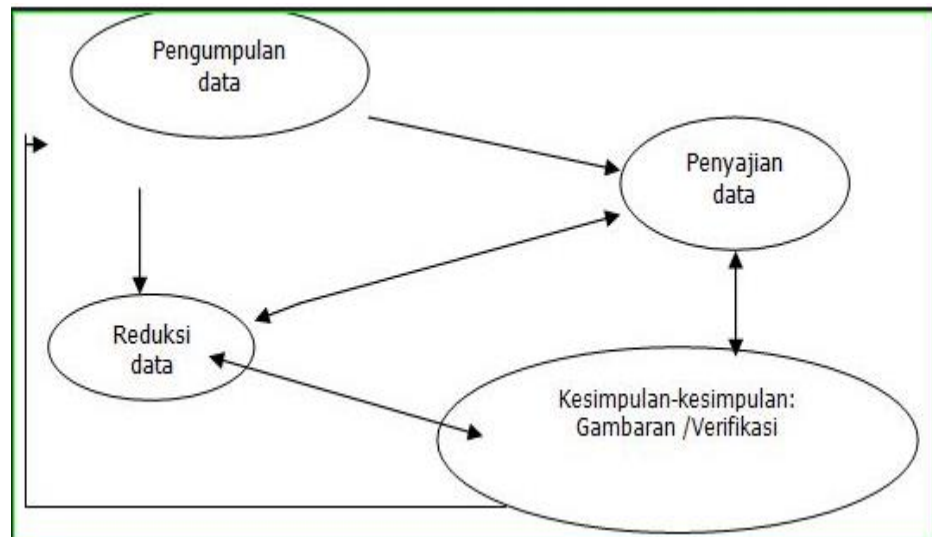 Pengumpulan
data
Penyajian
data
Reduksi
data
Kesimpulan-kesimpulan:
Gambaran /Verifikasi